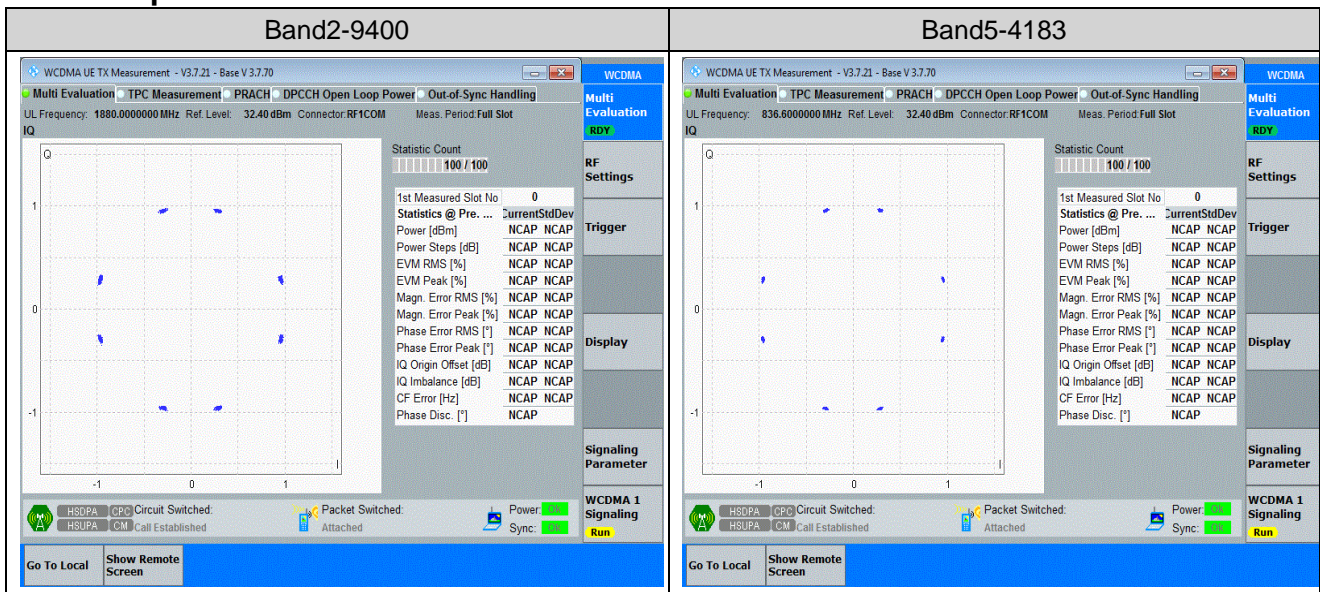 Band2-9400
WCDMA UE TX Measurement - V3.7.21 - Base V 3.7.70
WCDMA
Multi Evaluation TPC Measurement PRACH DPCCH Open Loop Power Out-of-Sync Handling
UL Frequency: 1880.0000000 MHz Ref. Level: 32.40 dBm Connector:RF1COM Meas. Period:Full Slot
IQ
Q
1
0
-1
-1 0 1
I
Statistic Count
100 / 100
1st Measured Slot No 0
Statistics @ Pre. ... CurrentStdDev
Power [dBm] NCAP NCAP
Power Steps [dB] NCAP NCAP
EVM RMS [%] NCAP NCAP
EVM Peak [%] NCAP NCAP
Magn. Error RMS [%] NCAP NCAP
Magn. Error Peak [%] NCAP NCAP
Phase Error RMS [°] NCAP NCAP
Phase Error Peak [°] NCAP NCAP
IQ Origin Offset [dB] NCAP NCAP
IQ Imbalance [dB] NCAP NCAP
CF Error [Hz] NCAP NCAP
Phase Disc. [°] NCAP
Multi
Evaluation
RDY
RF
Settings
Trigger
Display
Signaling
Parameter
WCDMA 1
Signaling
Run
HSDPA CPC Circuit Switched: Packet Switched: Power: Ok
HSUPA CM Call Established Attached Sync: Ok
Go To Local
Show Remote
Screen
Band5-4183
WCDMA UE TX Measurement - V3.7.21 - Base V 3.7.70
WCDMA
Multi Evaluation TPC Measurement PRACH DPCCH Open Loop Power Out-of-Sync Handling
UL Frequency: 836.6000000 MHz Ref. Level: 32.40 dBm Connector:RF1COM Meas. Period:Full Slot
IQ
Q
1
0
-1
-1 0 1
I
Statistic Count
100 / 100
1st Measured Slot No 0
Statistics @ Pre. ... CurrentStdDev
Power [dBm] NCAP NCAP
Power Steps [dB] NCAP NCAP
EVM RMS [%] NCAP NCAP
EVM Peak [%] NCAP NCAP
Magn. Error RMS [%] NCAP NCAP
Magn. Error Peak [%] NCAP NCAP
Phase Error RMS [°] NCAP NCAP
Phase Error Peak [°] NCAP NCAP
IQ Origin Offset [dB] NCAP NCAP
IQ Imbalance [dB] NCAP NCAP
CF Error [Hz] NCAP NCAP
Phase Disc. [°] NCAP
Multi
Evaluation
RDY
RF
Settings
Trigger
Display
Signaling
Parameter
WCDMA 1
Signaling
Run
HSDPA CPC Circuit Switched: Packet Switched: Power: Ok
HSUPA CM Call Established Attached Sync: Ok
Go To Local
Show Remote
Screen